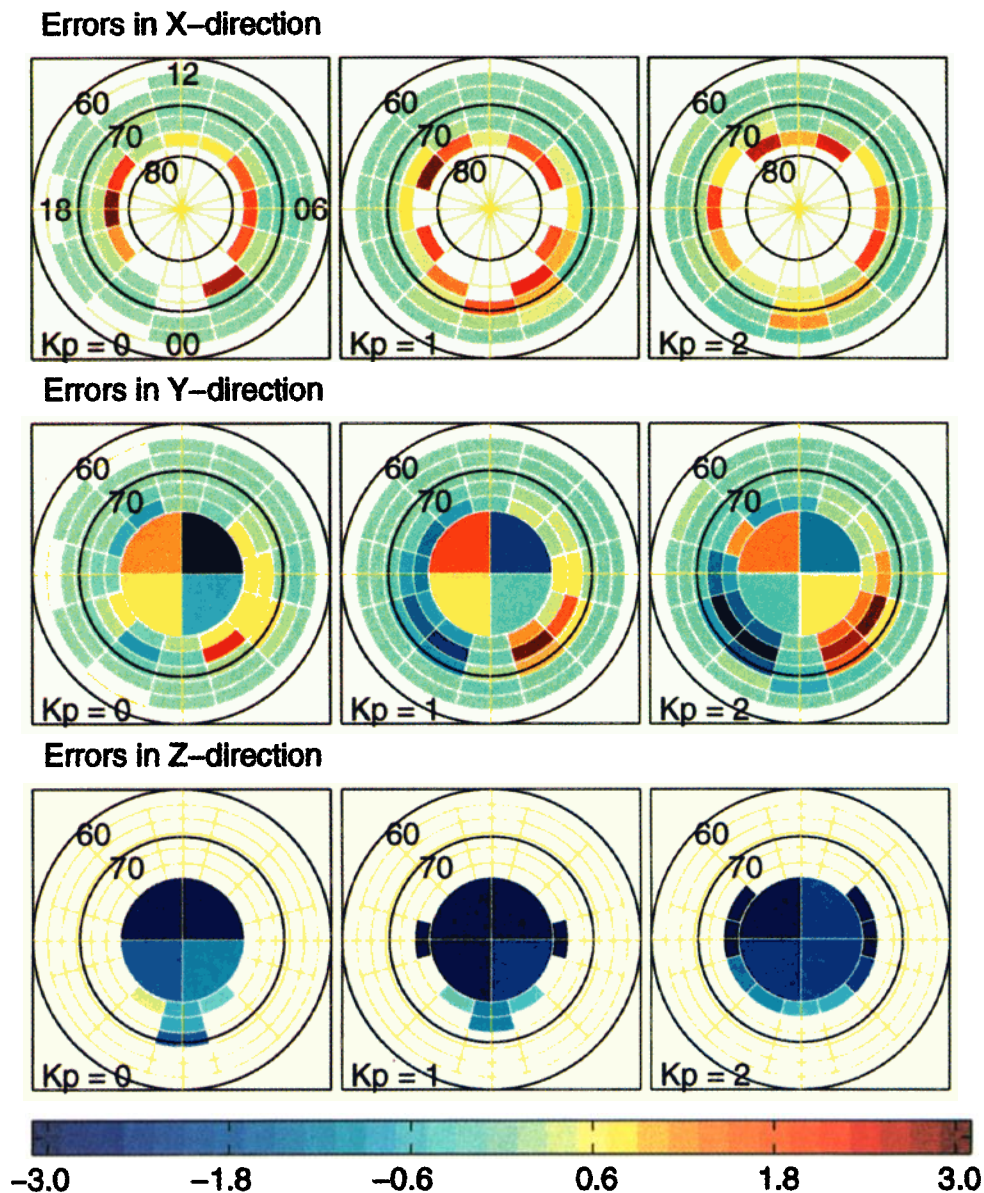 Errors in X–direction
12
60
70
80
18
06
Kp = 0
00
60
70
80
Kp = 1
60
70
80
Kp = 2
Errors in Y–direction
60
70
Kp = 0
60
70
Kp = 1
60
70
Kp = 2
Errors in Z–direction
60
70
Kp = 0
60
70
Kp = 1
60
70
Kp = 2
−3.0
−1.8
−0.6
0.6
1.8
3.0